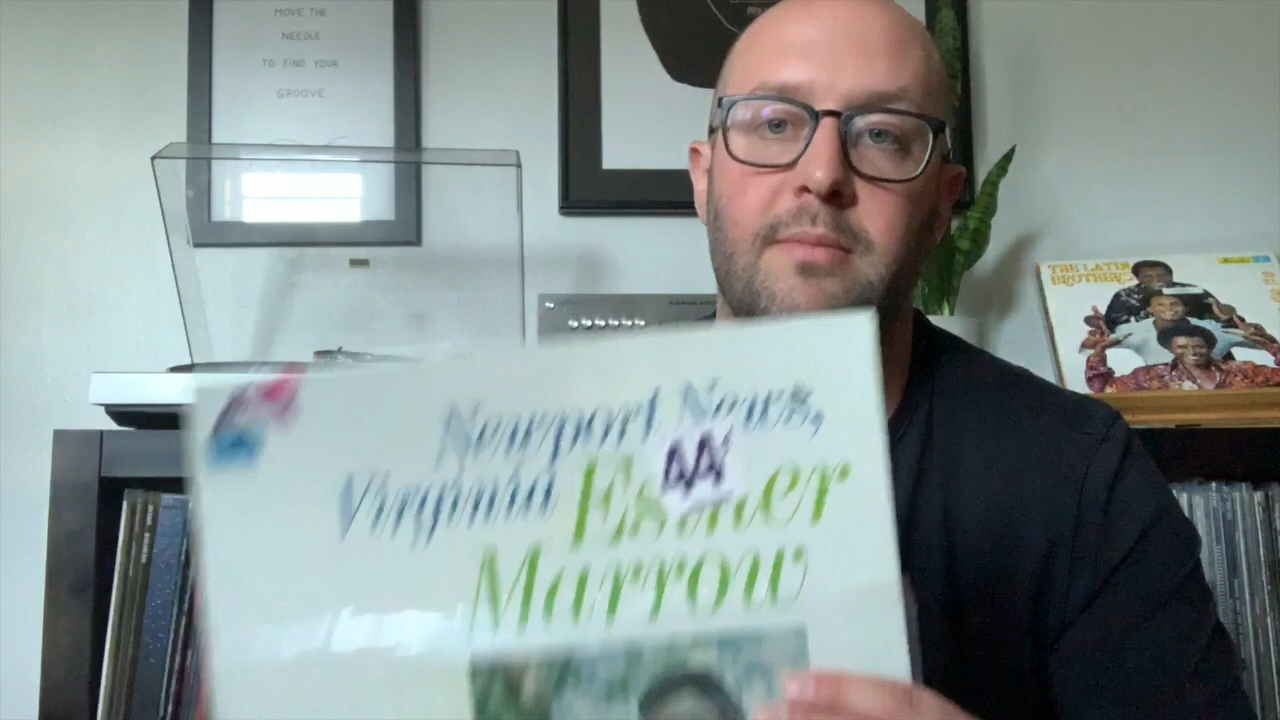 MOVE THE
NEEDLE
TO FIND YOUR
GROOVE
THE LATIN
BROTHERS
Newport News,
Virginia Esther
Marrow